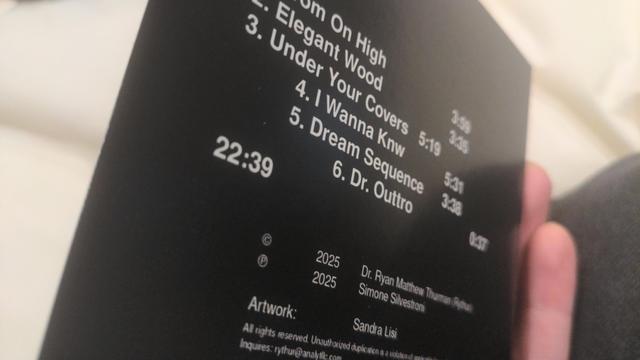 On High
2. Elegant Wood
3:59
3. Under Your Covers
3:35
4. I Wanna Knw 5:19
5. Dream Sequence 5:31
6. Dr. Outtro 3:38
0:37
22:39
© 2025 Dr. Ryan Matthew Thurman (Rythur)
℗ 2025 Simone Silvestroni
Artwork: Sandra Lisi
All rights reserved. Unauthorized duplication is a violation of
Inquires: rythur@analytllc.com